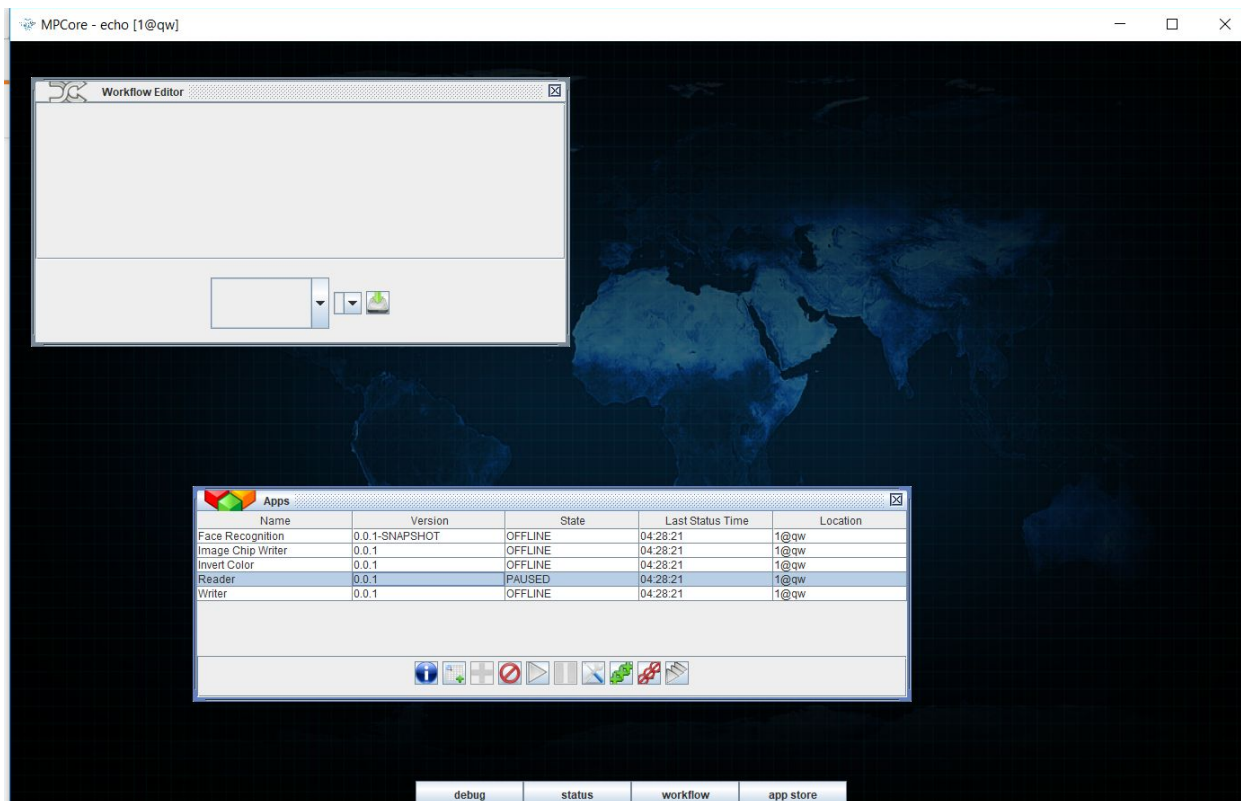 MPCore - echo [1@qw]
Workflow Editor
Apps
Name Version State Last Status Time Location
Face Recognition 0.0.1-SNAPSHOT OFFLINE 04:28:21 1@qw
Image Chip Writer 0.0.1 OFFLINE 04:28:21 1@qw
Invert Color 0.0.1 OFFLINE 04:28:21 1@qw
Reader 0.0.1 PAUSED 04:28:21 1@qw
Writer 0.0.1 OFFLINE 04:28:21 1@qw
debug status workflow app store